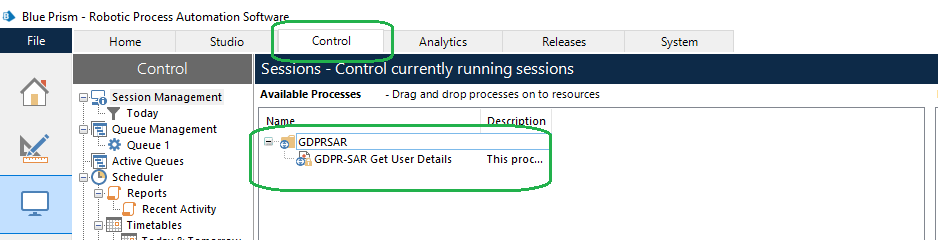 Blue Prism - Robotic Process Automation Software
File Home Studio Control Analytics Releases System
Control
Sessions - Control currently running sessions
Session Management
Today
Queue Management
Queue 1
Active Queues
Scheduler
Reports
Recent Activity
Timetables
Today & Tomorrow
Available Processes - Drag and drop processes on to resources
Name Description
GDPRSAR
GDPR-SAR Get User Details This proc...